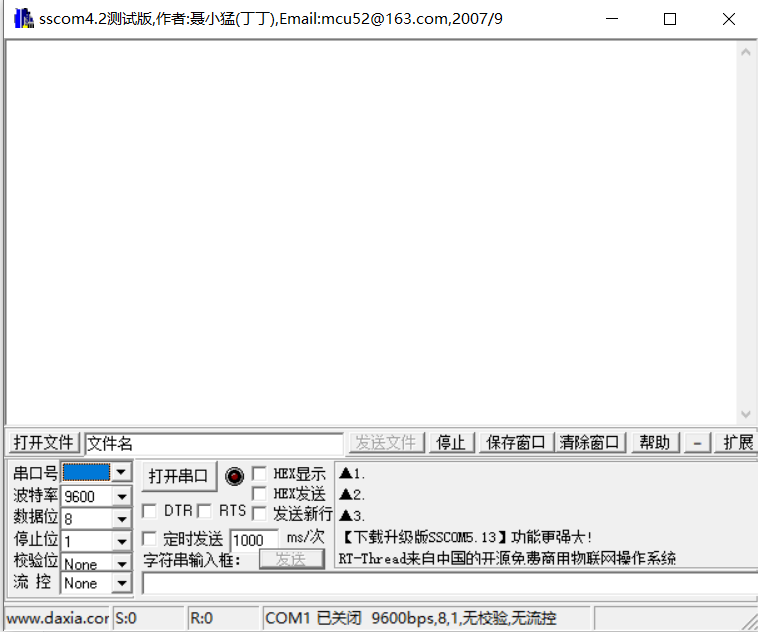 sscom4.2测试版,作者:聂小猛(丁丁),Email:mcu52@163.com,2007/9
打开文件 文件名 发送文件 停止 保存窗口 清除窗口 帮助 - 扩展
串口号 打开串口 HEX显示 ▲1.
波特率 9600 HEX发送 ▲2.
数据位 8 DTR RTS 发送新行 ▲3.
停止位 1 定时发送 1000 ms/次 【下载升级版SSCOM5.13】功能更强大!
校验位 None 字符串输入框: 发送 RT-Thread来自中国的开源免费商用物联网操作系统
流 控 None
www.daxia.cor S:0 R:0 COM1 已关闭 9600bps,8,1,无校验,无流控